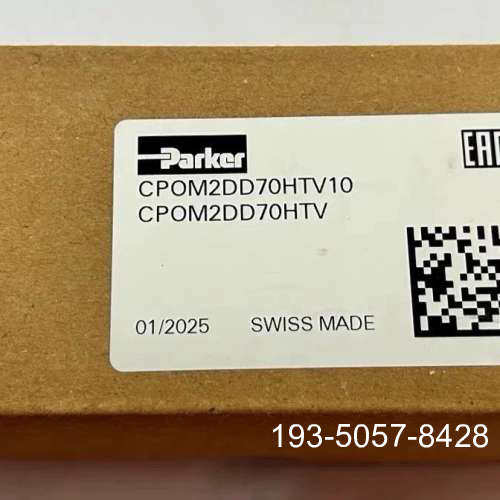 Parker
EAC
CPOM2DD70HTV10
CPOM2DD70HTV
01/2025 SWISS MADE
193-5057-8428